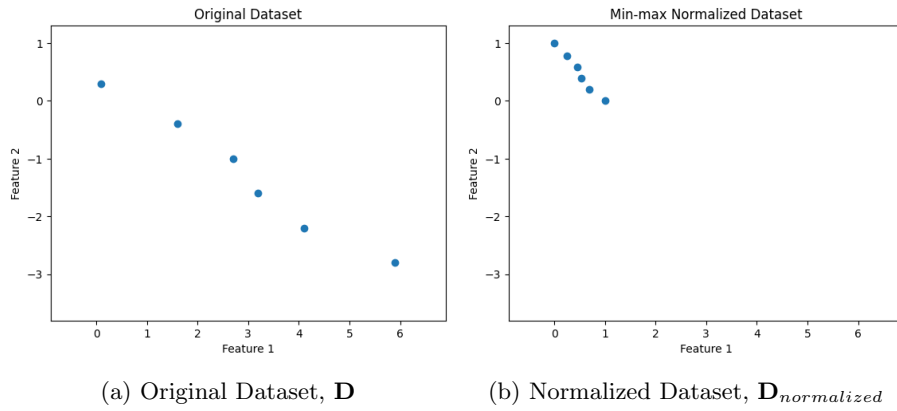 Original Dataset
1
0
−1
−2
−3
Feature 2
0 1 2 3 4 5 6
Feature 1
(a) Original Dataset, D
Min-max Normalized Dataset
1
0
−1
−2
−3
Feature 2
0 1 2 3 4 5 6
Feature 1
(b) Normalized Dataset, D_normalized